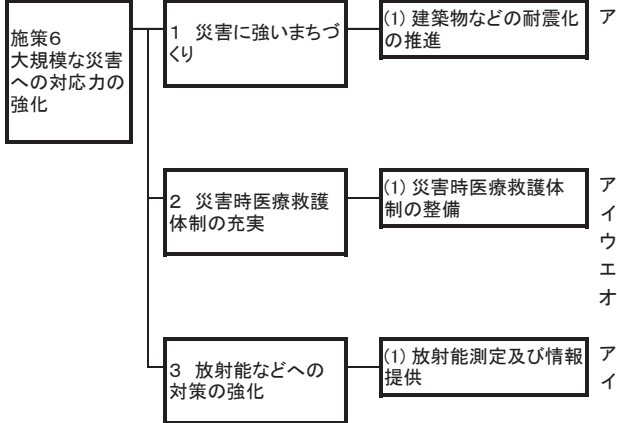 施策6
大規模な災害
への対応力の
強化
1 災害に強いまちづ
くり
(1) 建築物などの耐震化
の推進
ア
2 災害時医療救護
体制の充実
(1) 災害時医療救護体
制の整備
ア
イ
ウ
エ
オ
3 放射能などへの
対策の強化
(1) 放射能測定及び情報
提供
ア
イ